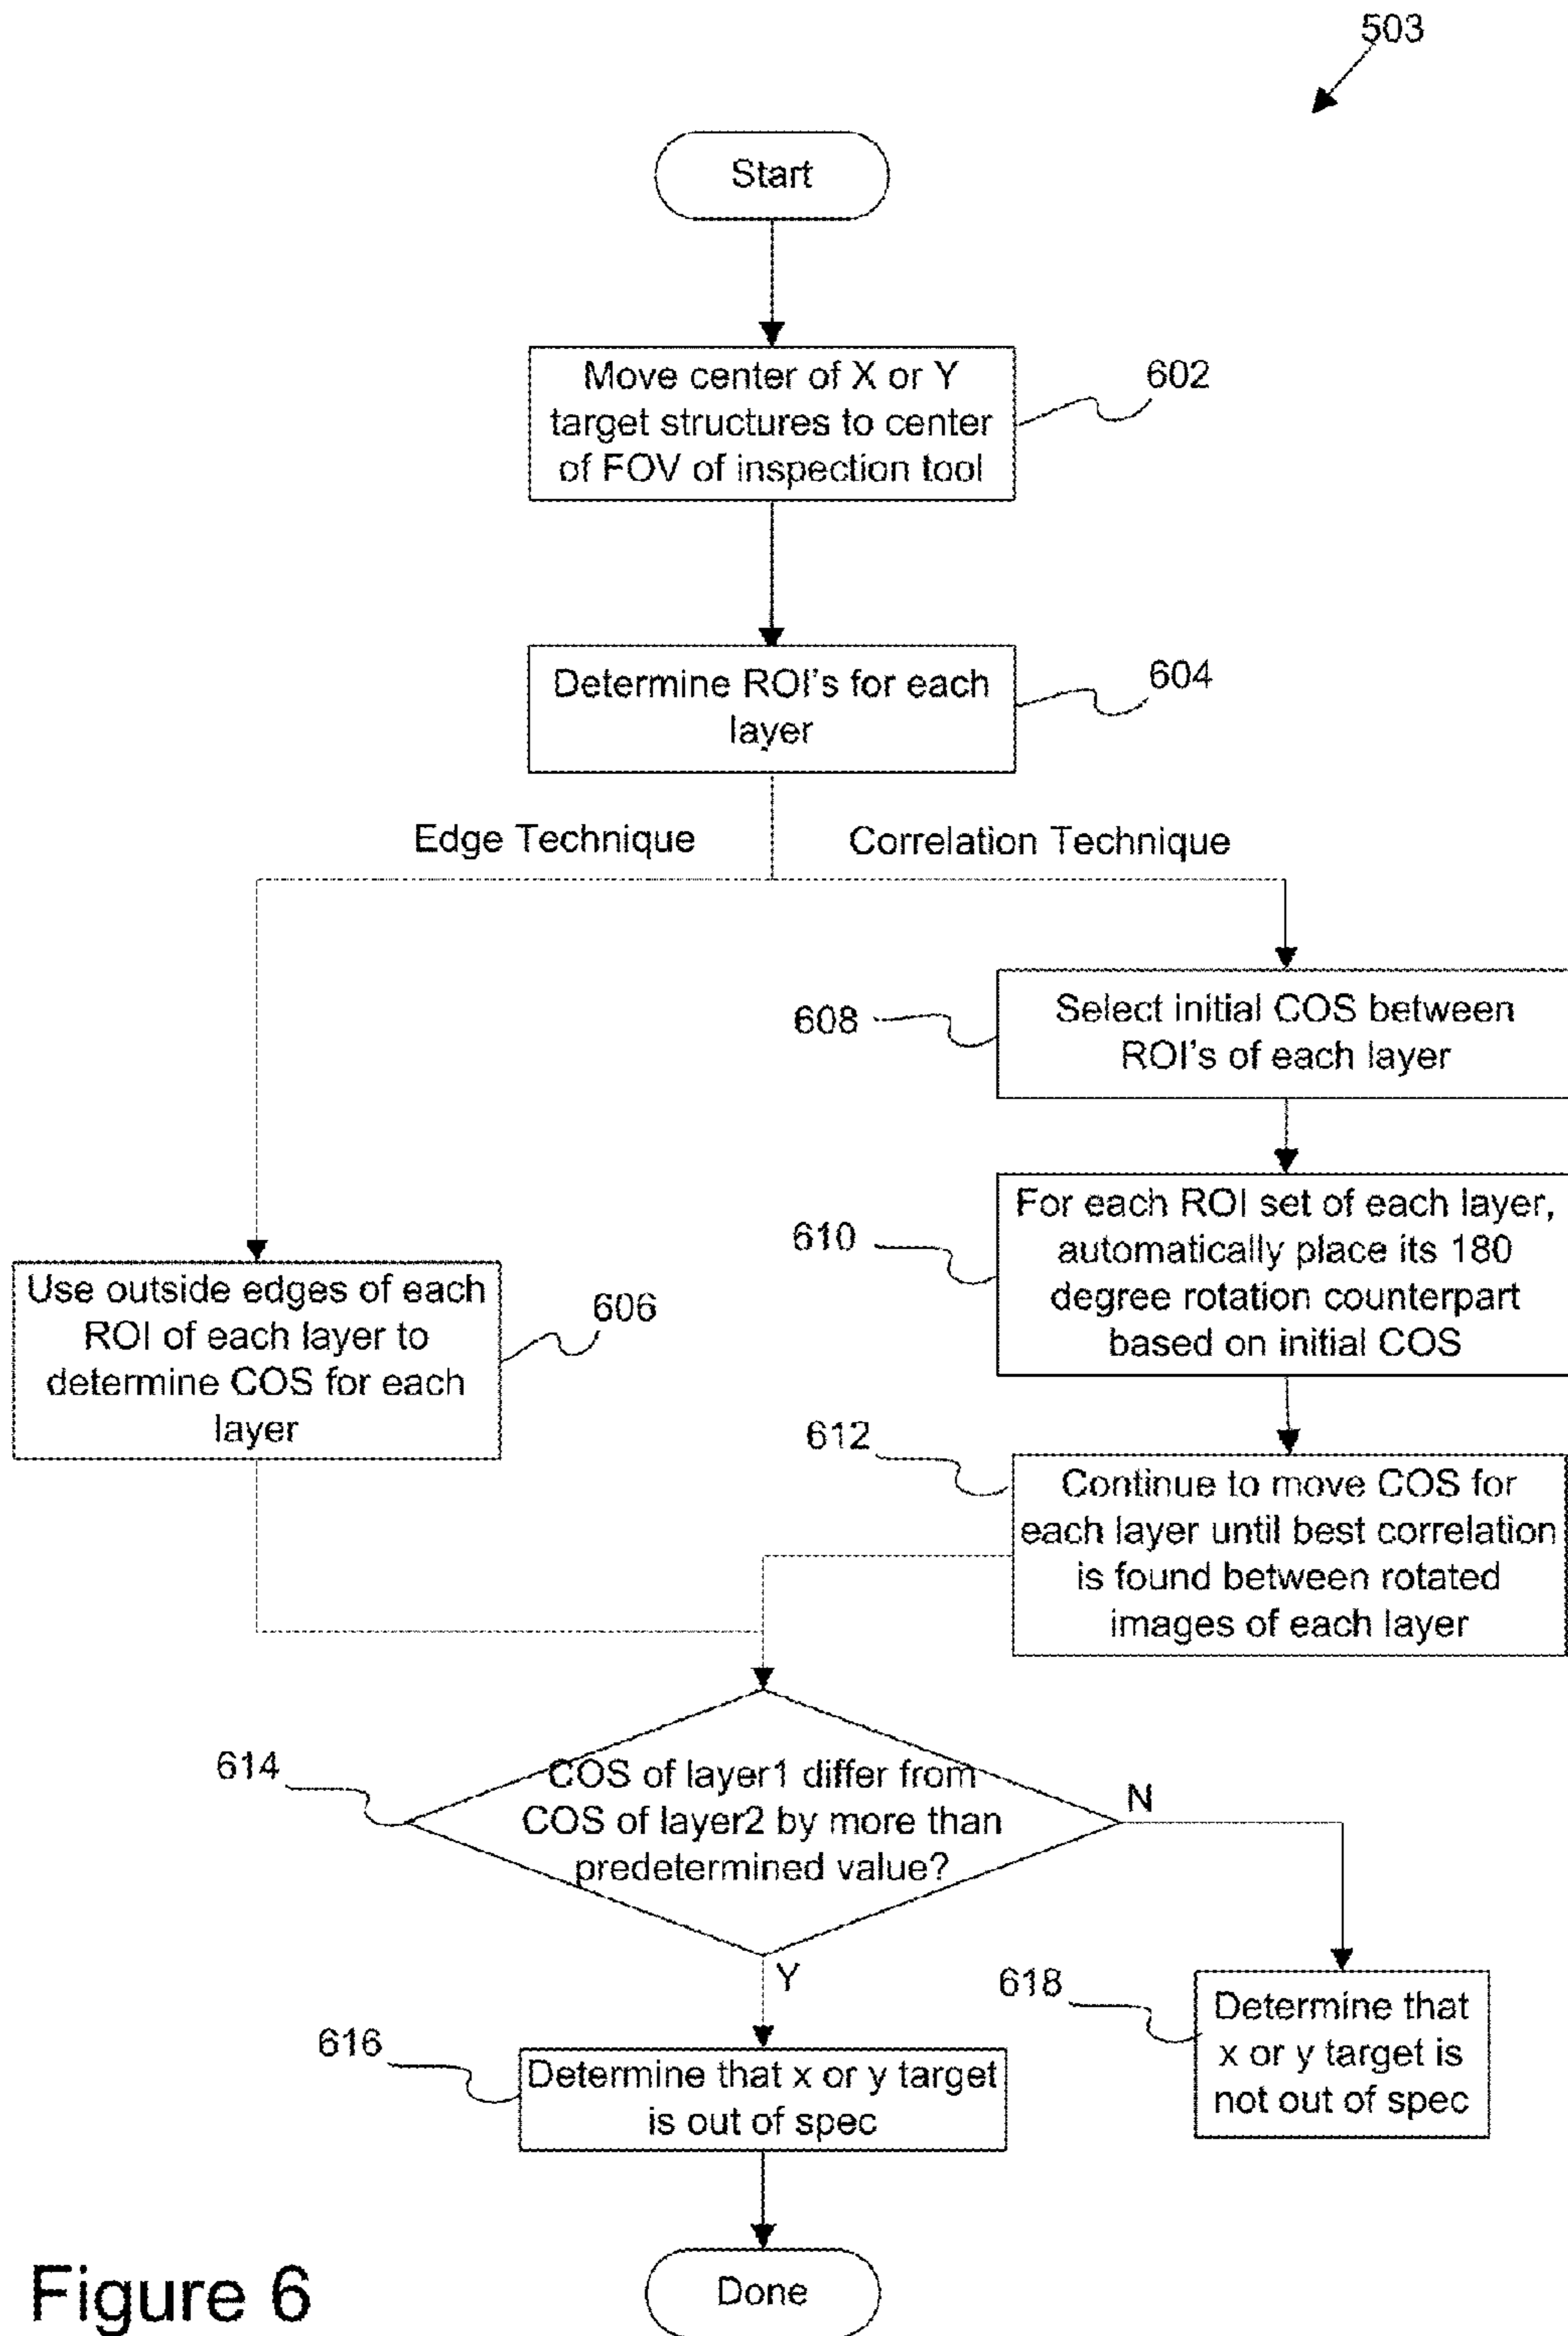 503
Start
Move center of X or Y
target structures to center
of FOV of inspection tool
602
Determine ROI's for each
layer
604
Edge Technique
Correlation Technique
608
Select initial COS between
ROI's of each layer
610
For each ROI set of each layer,
automatically place its 180
degree rotation counterpart
based on initial COS
Use outside edges of each
ROI of each layer to
determine COS for each
layer
606
612
Continue to move COS for
each layer until best correlation
is found between rotated
images of each layer
614
COS of layer1 differ from
COS of layer2 by more than
predetermined value?
N
Y
616
Determine that x or y target
is out of spec
618
Determine that
x or y target is
not out of spec
Done
Figure 6